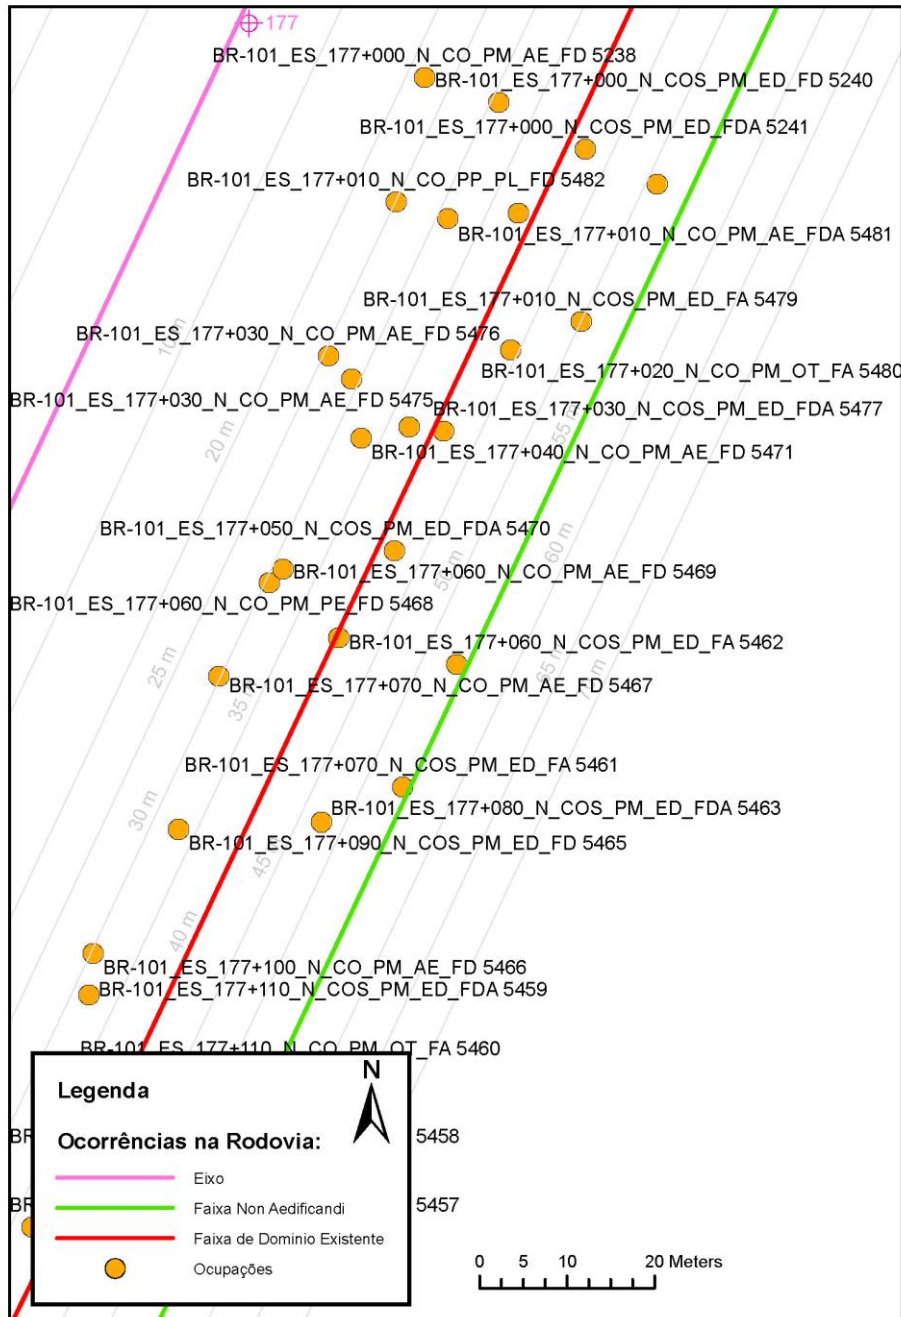 177
BR-101_ES_177+000_N_CO_PM_AE_FD 5238
BR-101_ES_177+000_N_COS_PM_ED_FD 5240
BR-101_ES_177+000_N_COS_PM_ED_FDA 5241
BR-101_ES_177+010_N_CO_PP_PL_FD 5482
BR-101_ES_177+010_N_CO_PM_AE_FDA 5481
BR-101_ES_177+010_N_COS_PM_ED_FA 5479
10 m
BR-101_ES_177+030_N_CO_PM_AE_FD 5476
BR-101_ES_177+020_N_CO_PM_OT_FA 5480
BR-101_ES_177+030_N_CO_PM_AE_FD 5475
BR-101_ES_177+030_N_COS_PM_ED_FDA 5477
55 m
20 m
BR-101_ES_177+040_N_CO_PM_AE_FD 5471
BR-101_ES_177+050_N_COS_PM_ED_FDA 5470
60 m
50 m
BR-101_ES_177+060_N_CO_PM_AE_FD 5469
BR-101_ES_177+060_N_CO_PM_PE_FD 5468
BR-101_ES_177+060_N_COS_PM_ED_FA 5462
25 m
65 m
BR-101_ES_177+070_N_CO_PM_AE_FD 5467
35 m
BR-101_ES_177+070_N_COS_PM_ED_FA 5461
30 m
BR-101_ES_177+080_N_COS_PM_ED_FDA 5463
BR-101_ES_177+090_N_COS_PM_ED_FD 5465
45 m
40 m
BR-101_ES_177+100_N_CO_PM_AE_FD 5466
BR-101_ES_177+110_N_COS_PM_ED_FDA 5459
BR-101_ES_177+110_N_CO_PM_OT_FA 5460
N
Legenda
BR 5458
Ocorrências na Rodovia:
Eixo
BR 5457
Faixa Non Aedificandi
Faixa de Dominio Existente
Ocupações
0 5 10 20 Meters